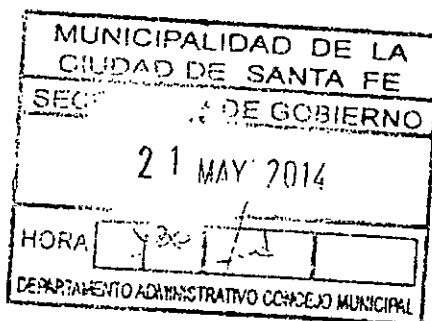 MUNICIPALIDAD DE LA
CIUDAD DE SANTA FE
DE GOBIERNO
21 MAY 2014
HORA
DEPARTAMENTO ADMINISTRATIVO CONCEJO MUNICIPAL